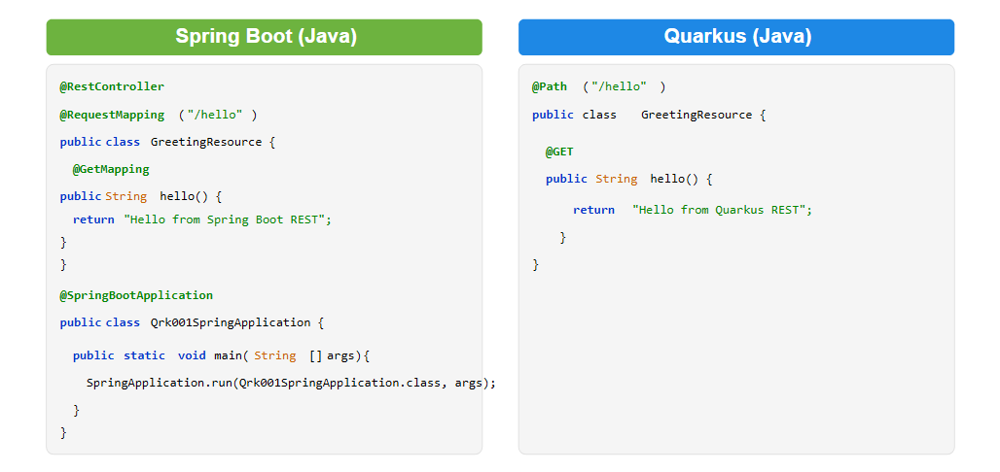 Spring Boot (Java)
@RestController
@RequestMapping ("/hello" )
public class GreetingResource {
@GetMapping
public String hello() {
return "Hello from Spring Boot REST";
}
}
@SpringBootApplication
public class Qrk001SpringApplication {
public static void main( String [] args){
SpringApplication.run(Qrk001SpringApplication.class, args);
}
}
Quarkus (Java)
@Path ("/hello" )
public class GreetingResource {
@GET
public String hello() {
return "Hello from Quarkus REST";
}
}